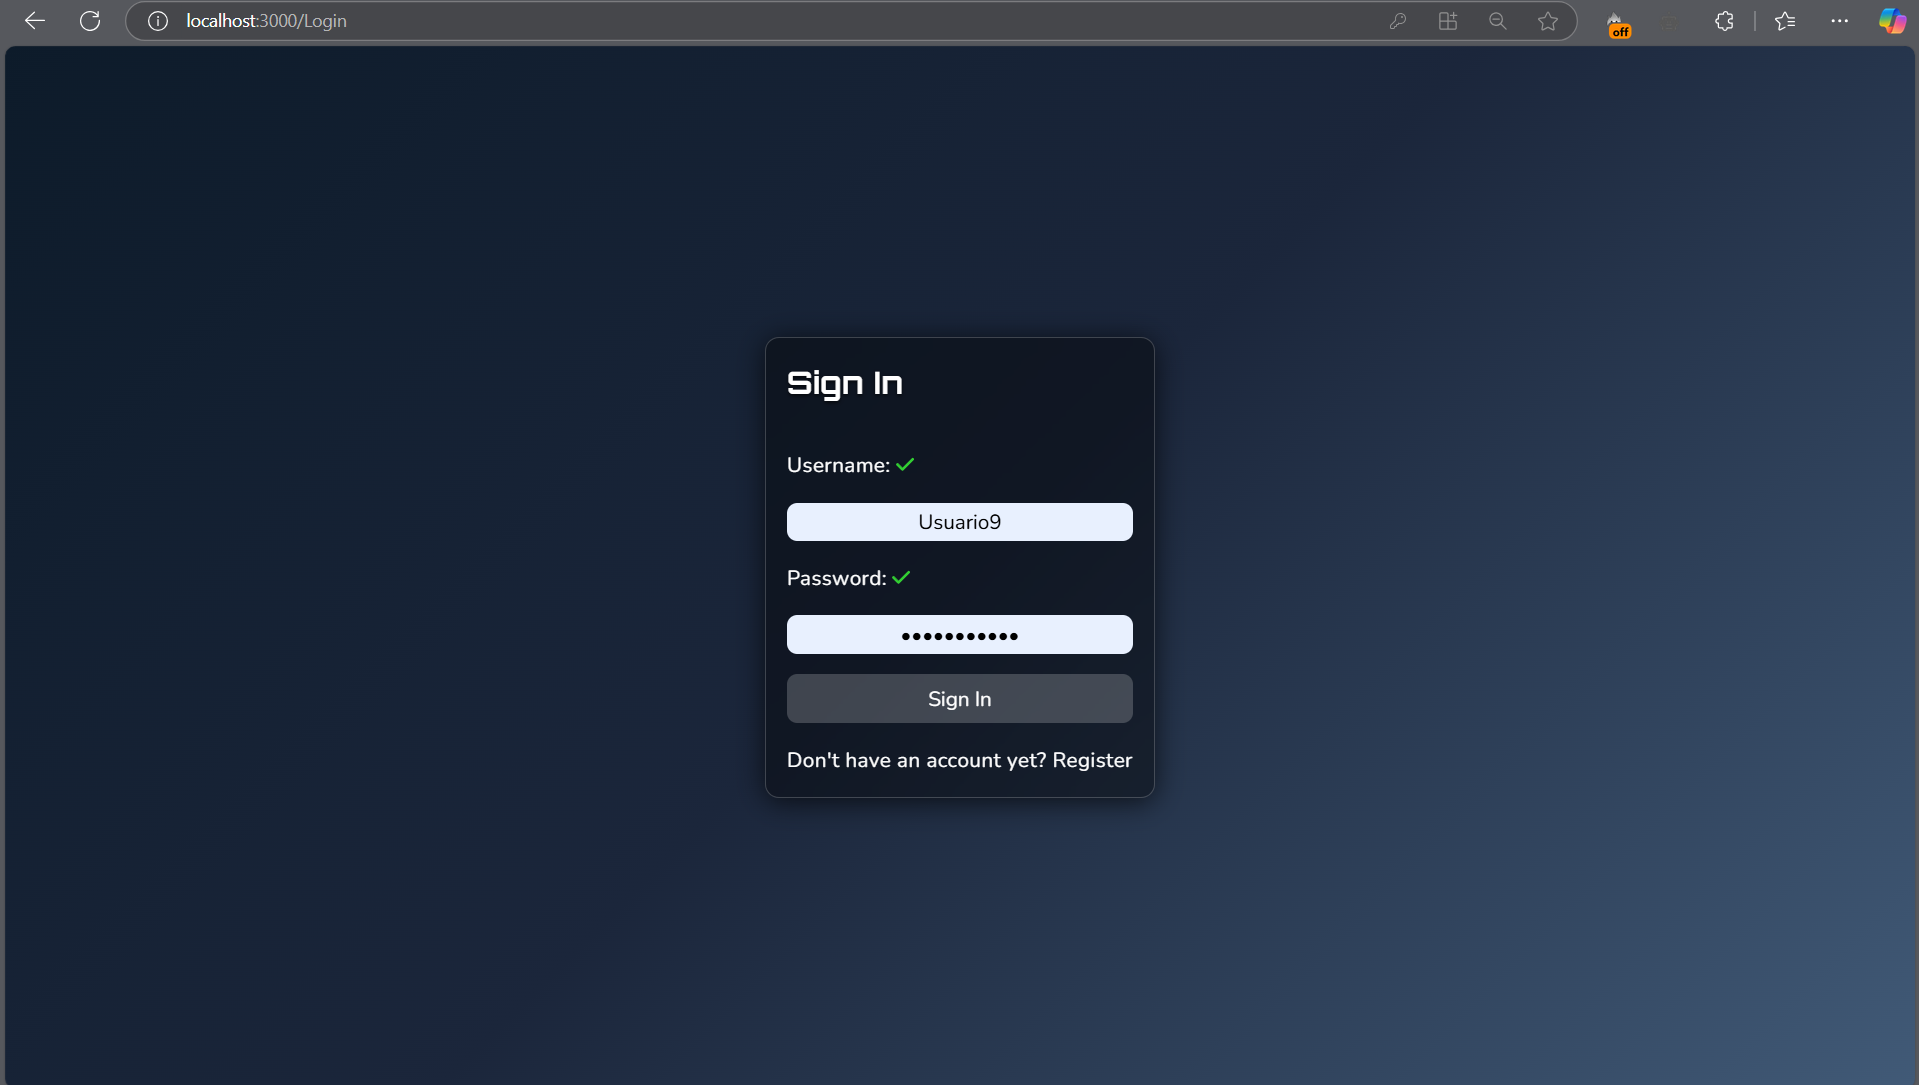 localhost:3000/Login
off
Sign In
Username:
Usuario9
Password:
•••••••••••
Sign In
Don't have an account yet? Register